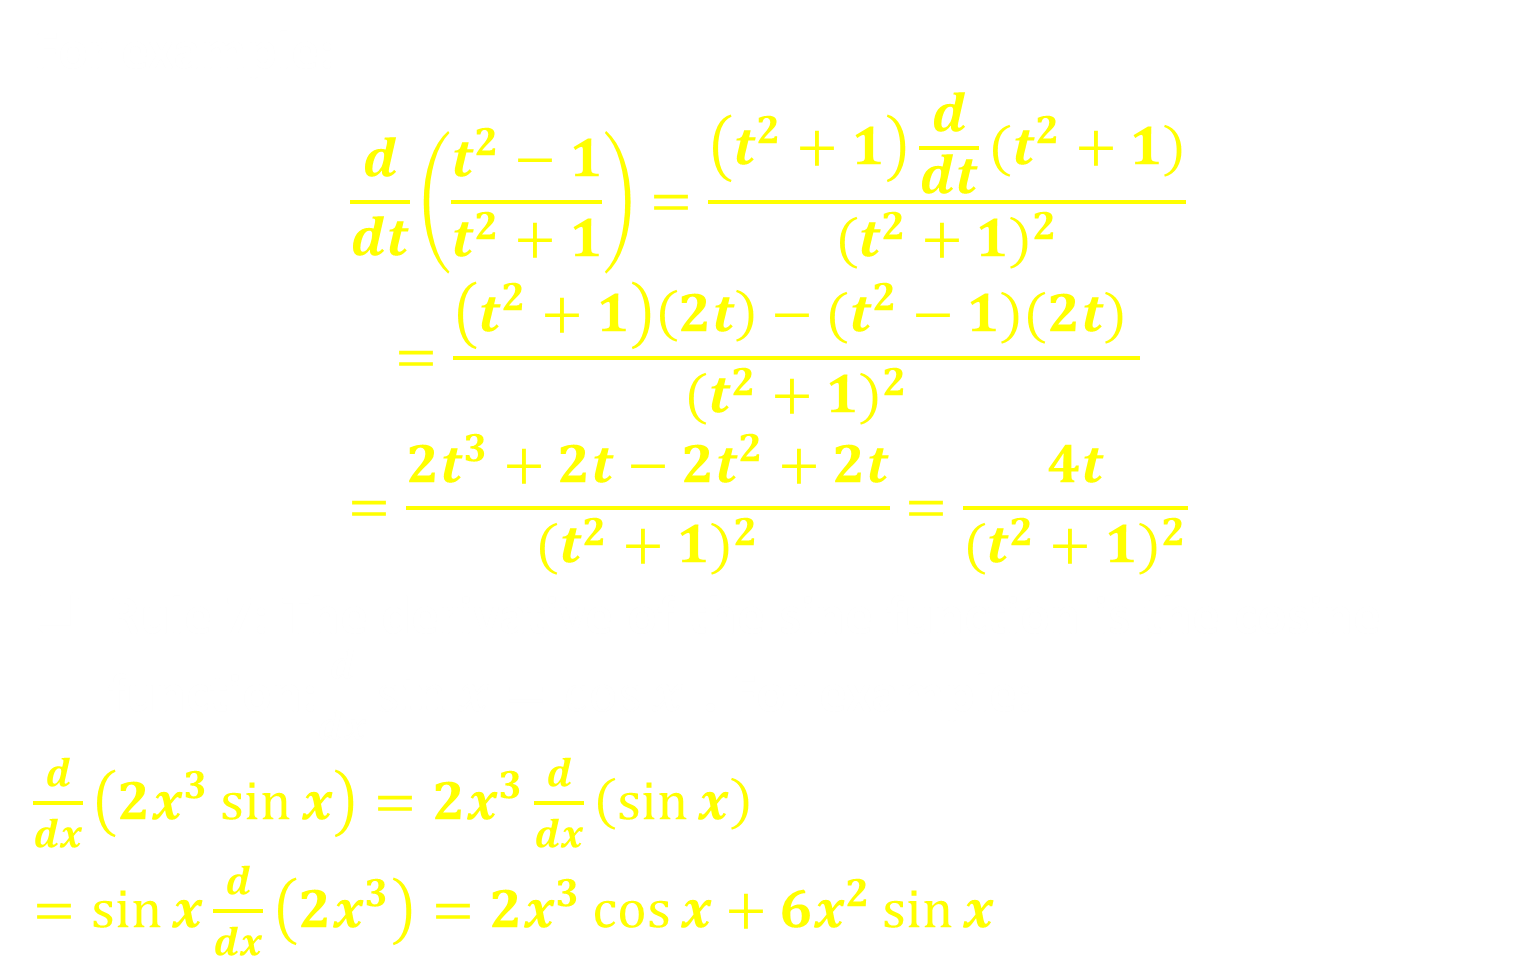 d/dt((t² − 1)/(t² + 1)) = ((t² + 1) d/dt (t² + 1))/(t² + 1)²
= ((t² + 1)(2t) − (t² − 1)(2t))/(t² + 1)²
= (2t³ + 2t − 2t² + 2t)/(t² + 1)² = 4t/(t² + 1)²
d/dx (2x³ sin x) = 2x³ d/dx (sin x)
= sin x d/dx (2x³) = 2x³ cos x + 6x² sin x